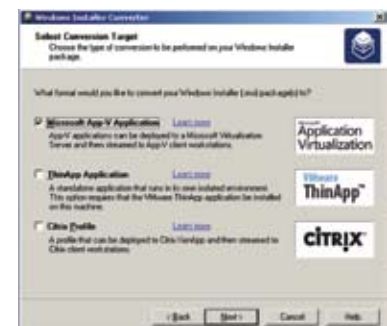 Windows Installer Converter
Select Conversion Target
Choose the type of conversion to be performed on your Windows Installer
package.
What format would you like to convert your Windows Installer (and package(s)) to?
Microsoft App-V Application Learn more
App-V applications can be deployed to a Microsoft Virtualization
Server and then streamed to App-V client workstations.
Application
Virtualization
ThinApp Application Learn more
A standalone application that runs in its own isolated environment.
This option requires that the VMware ThinApp application be installed
on this machine.
VMware
ThinApp™
Citrix Profile Learn more
A profile that can be deployed to Citrix XenApp and then streamed to
Citrix client workstations.
CİTRIX
< Back Next > Cancel Help